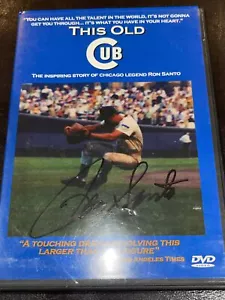 "YOU CAN HAVE ALL THE TALENT IN THE WORLD, IT'S NOT GONNA
GET YOU THROUGH... IT'S WHAT YOU HAVE IN YOUR HEART."
THIS OLD
CUB
THE INSPIRING STORY OF CHICAGO LEGEND RON SANTO
Ron Santo
"A TOUCHING
LARGER THAN
ANGELES TIMES
DVD